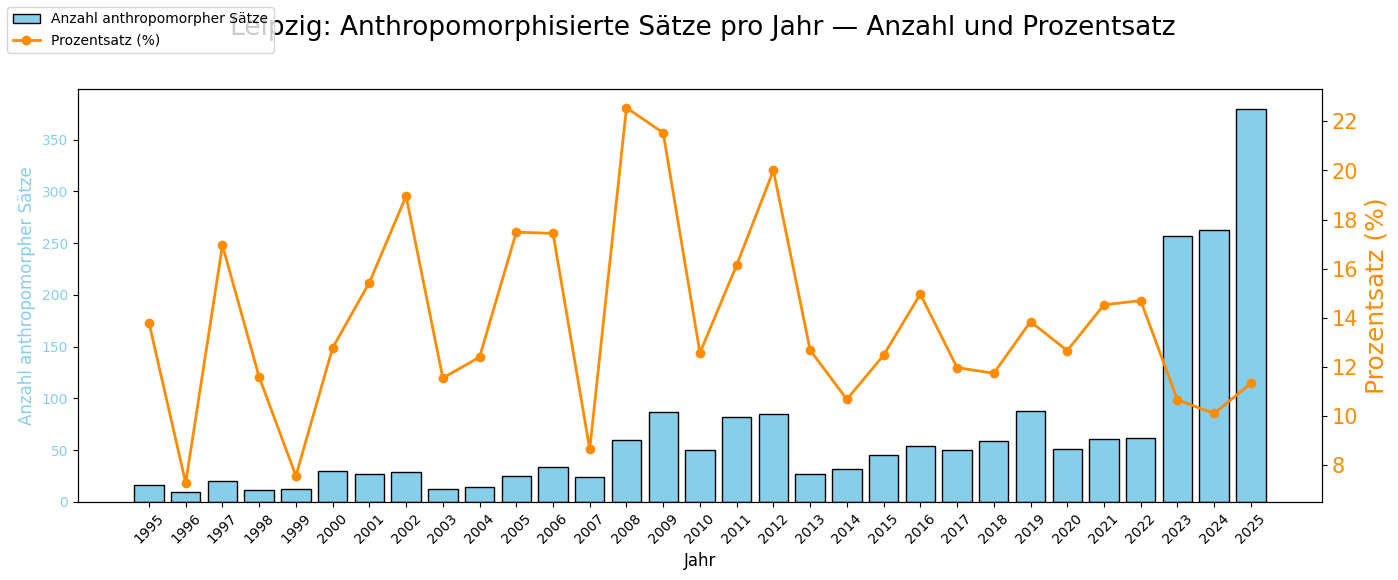 Leipzig: Anthropomorphisierte Sätze pro Jahr — Anzahl und Prozentsatz
Anzahl anthropomorpher Sätze
Prozentsatz (%)
Anzahl anthropomorpher Sätze
350
300
250
200
150
100
50
0
22
20
18
16
14
12
10
8
Prozentsatz (%)
1995 1996 1997 1998 1999 2000 2001 2002 2003 2004 2005 2006 2007 2008 2009 2010 2011 2012 2013 2014 2015 2016 2017 2018 2019 2020 2021 2022 2023 2024 2025
Jahr